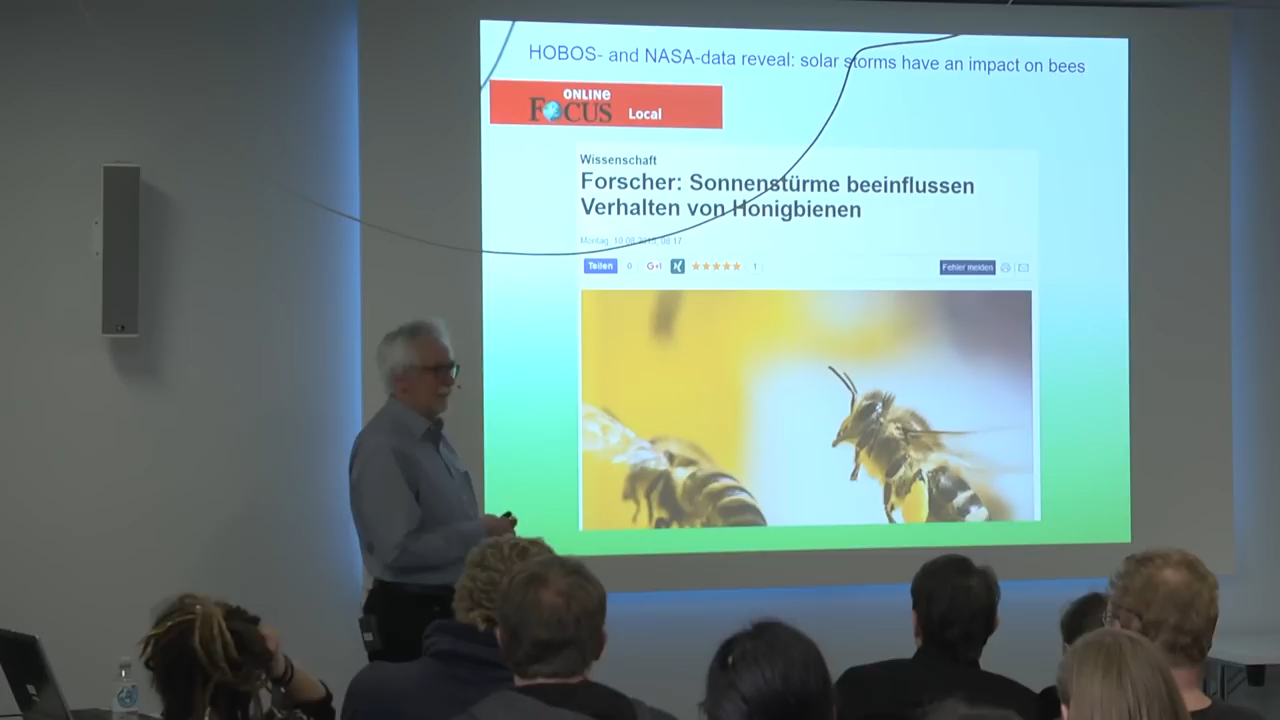 HOBOS- and NASA-data reveal: solar storms have an impact on bees
ONLINE
FOCUS Local
Wissenschaft
Forscher: Sonnenstürme beeinflussen
Verhalten von Honigbienen
Teilen 0 G+1 1 Fehler melden